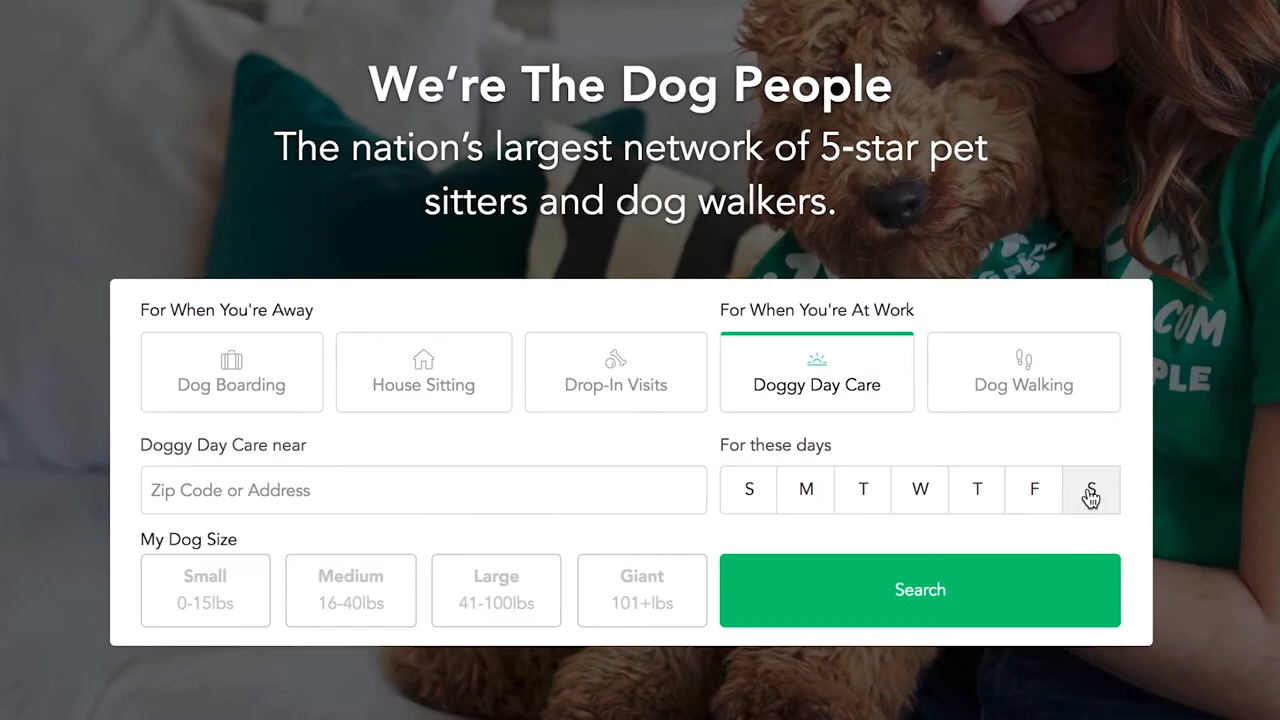 We're The Dog People
The nation's largest network of 5-star pet
sitters and dog walkers.
For When You're Away
For When You're At Work
Dog Boarding
House Sitting
Drop-In Visits
Doggy Day Care
Dog Walking
Doggy Day Care near
For these days
Zip Code or Address
S M T W T F S
My Dog Size
Small
0-15lbs
Medium
16-40lbs
Large
41-100lbs
Giant
101+lbs
Search